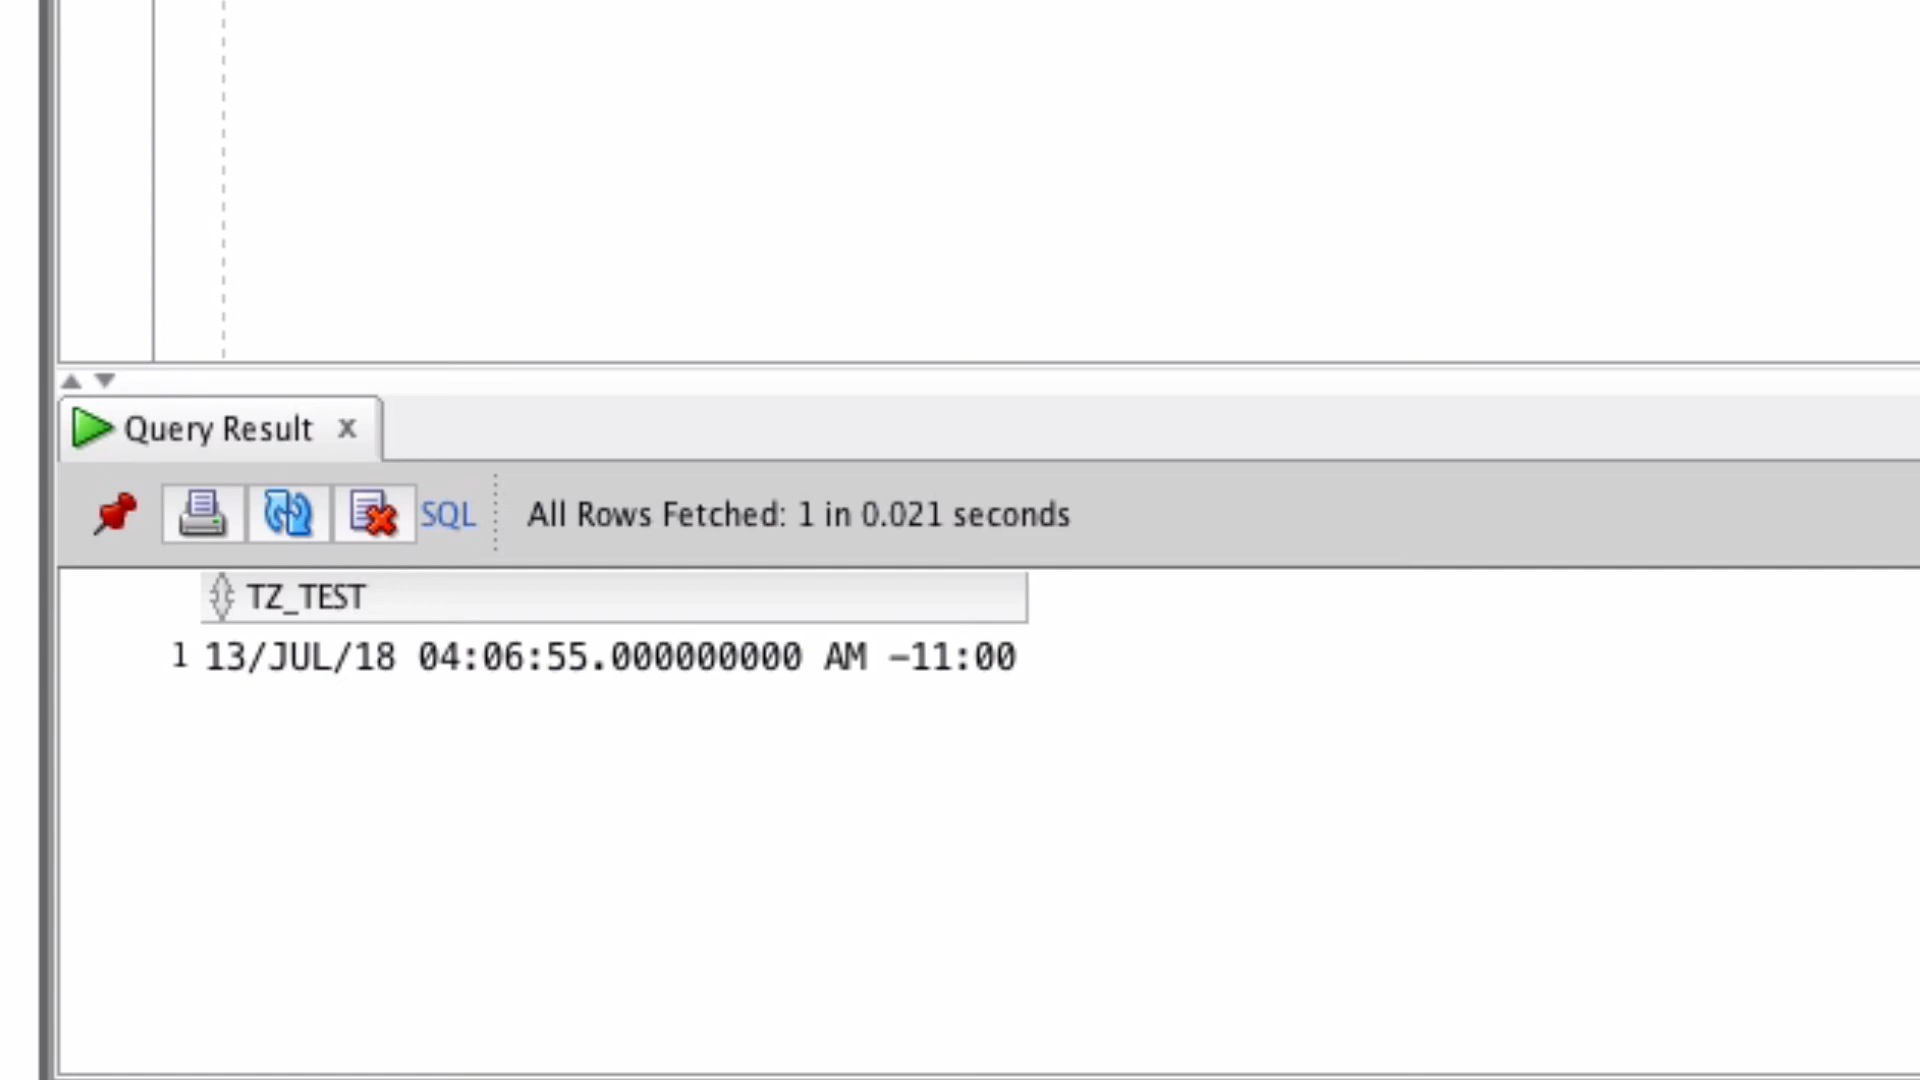 Query Result x
SQL All Rows Fetched: 1 in 0.021 seconds
TZ_TEST
1 13/JUL/18 04:06:55.000000000 AM −11:00